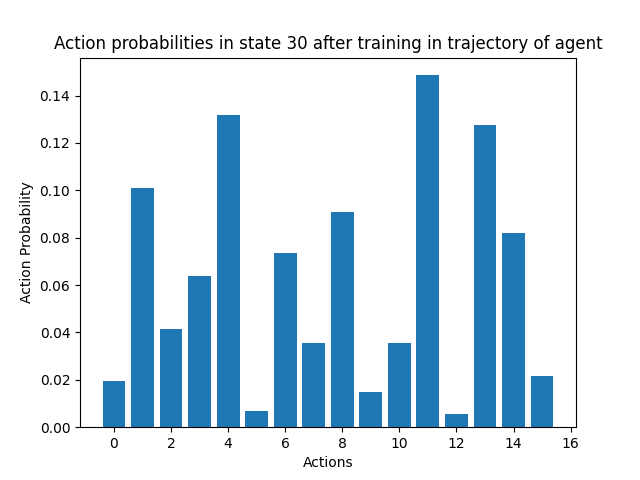 Action probabilities in state 30 after training in trajectory of agent
Action Probability
0.14
0.12
0.10
0.08
0.06
0.04
0.02
0.00
0 2 4 6 8 10 12 14 16
Actions